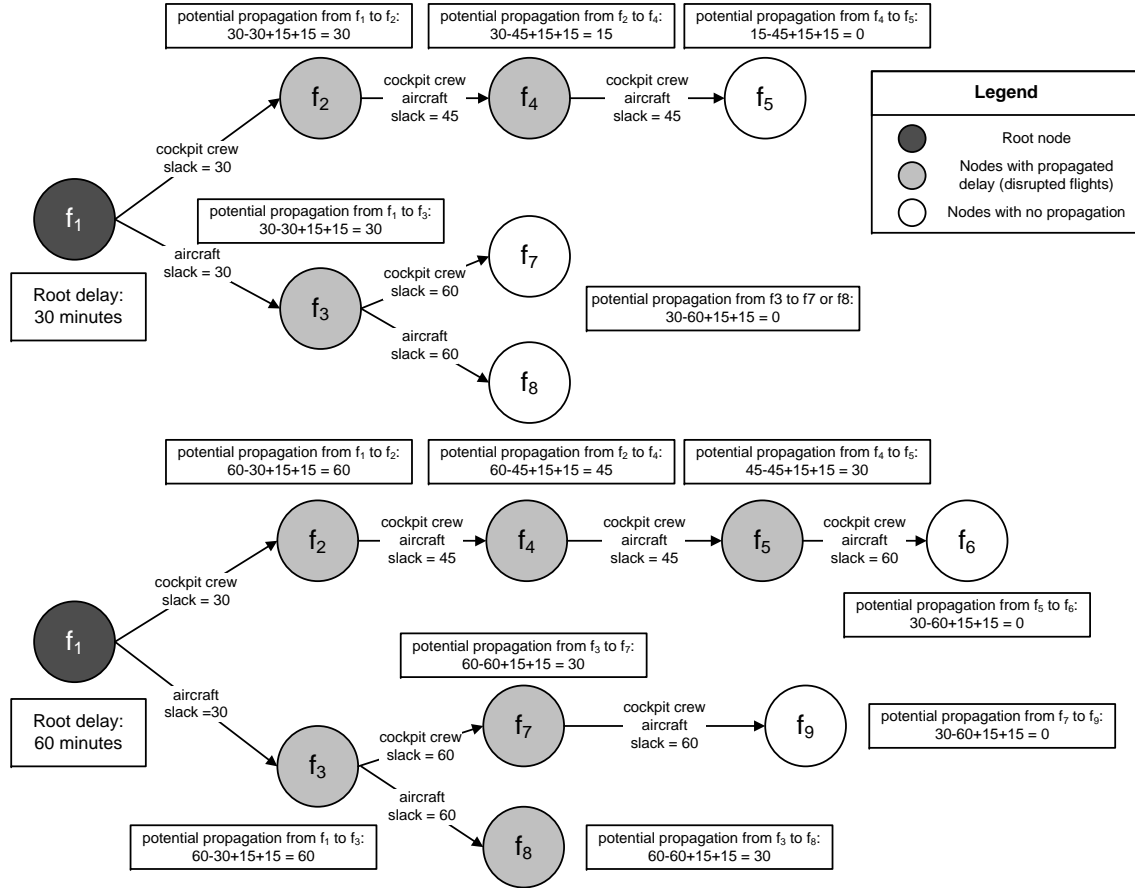 potential propagation from f1 to f2:
30-30+15+15 = 30
potential propagation from f2 to f4:
30-45+15+15 = 15
potential propagation from f4 to f5:
15-45+15+15 = 0
f2
cockpit crew
aircraft
slack = 45
f4
cockpit crew
aircraft
slack = 45
f5
Legend
Root node
Nodes with propagated
delay (disrupted flights)
Nodes with no propagation
cockpit crew
slack = 30
f1
potential propagation from f1 to f3:
30-30+15+15 = 30
aircraft
slack = 30
Root delay:
30 minutes
f3
cockpit crew
slack = 60
f7
potential propagation from f3 to f7 or f8:
30-60+15+15 = 0
aircraft
slack = 60
f8
potential propagation from f1 to f2:
60-30+15+15 = 60
potential propagation from f2 to f4:
60-45+15+15 = 45
potential propagation from f4 to f5:
45-45+15+15 = 30
f2
cockpit crew
aircraft
slack = 45
f4
cockpit crew
aircraft
slack = 45
f5
cockpit crew
aircraft
slack = 60
f6
cockpit crew
slack = 30
potential propagation from f5 to f6:
30-60+15+15 = 0
f1
potential propagation from f3 to f7:
60-60+15+15 = 30
aircraft
slack =30
Root delay:
60 minutes
f3
cockpit crew
slack = 60
f7
cockpit crew
aircraft
slack = 60
f9
potential propagation from f7 to f9:
30-60+15+15 = 0
aircraft
slack = 60
f8
potential propagation from f1 to f3:
60-30+15+15 = 60
potential propagation from f3 to f8:
60-60+15+15 = 30